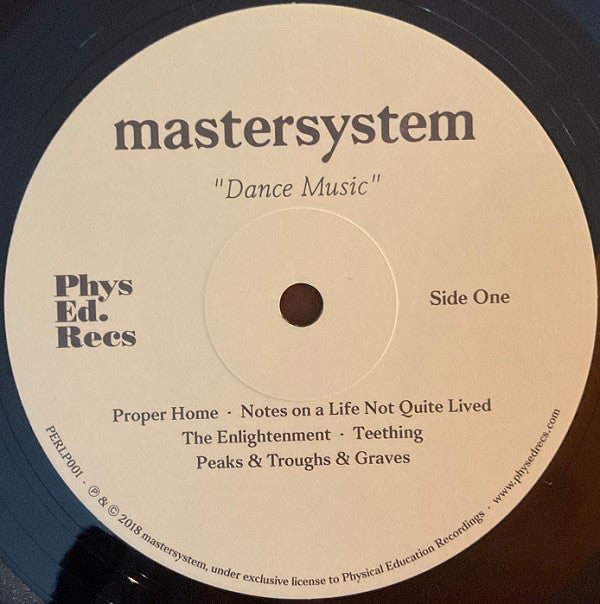 mastersystem
"Dance Music"
Phys
Ed.
Recs
Side One
Proper Home · Notes on a Life Not Quite Lived
The Enlightenment · Teething
Peaks & Troughs & Graves
PERLP001 · ℗ & © 2018 mastersystem, under exclusive license to Physical Education Recordings · www.physedrecs.com